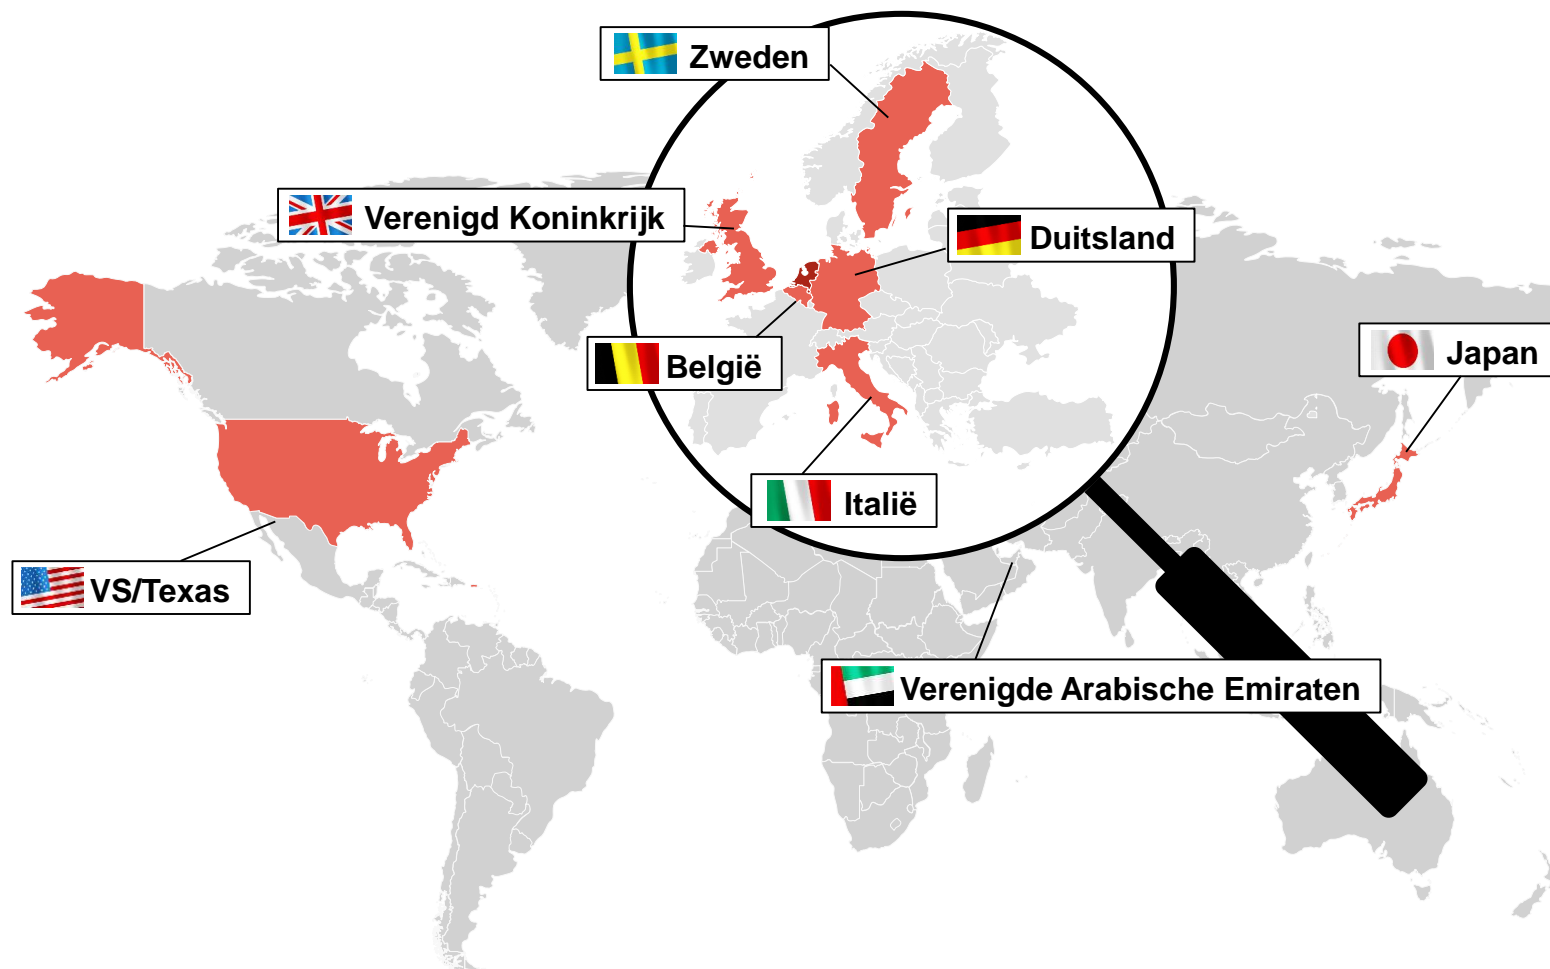 Zweden
Verenigd Koninkrijk
Duitsland
België
Japan
Italië
VS/Texas
Verenigde Arabische Emiraten